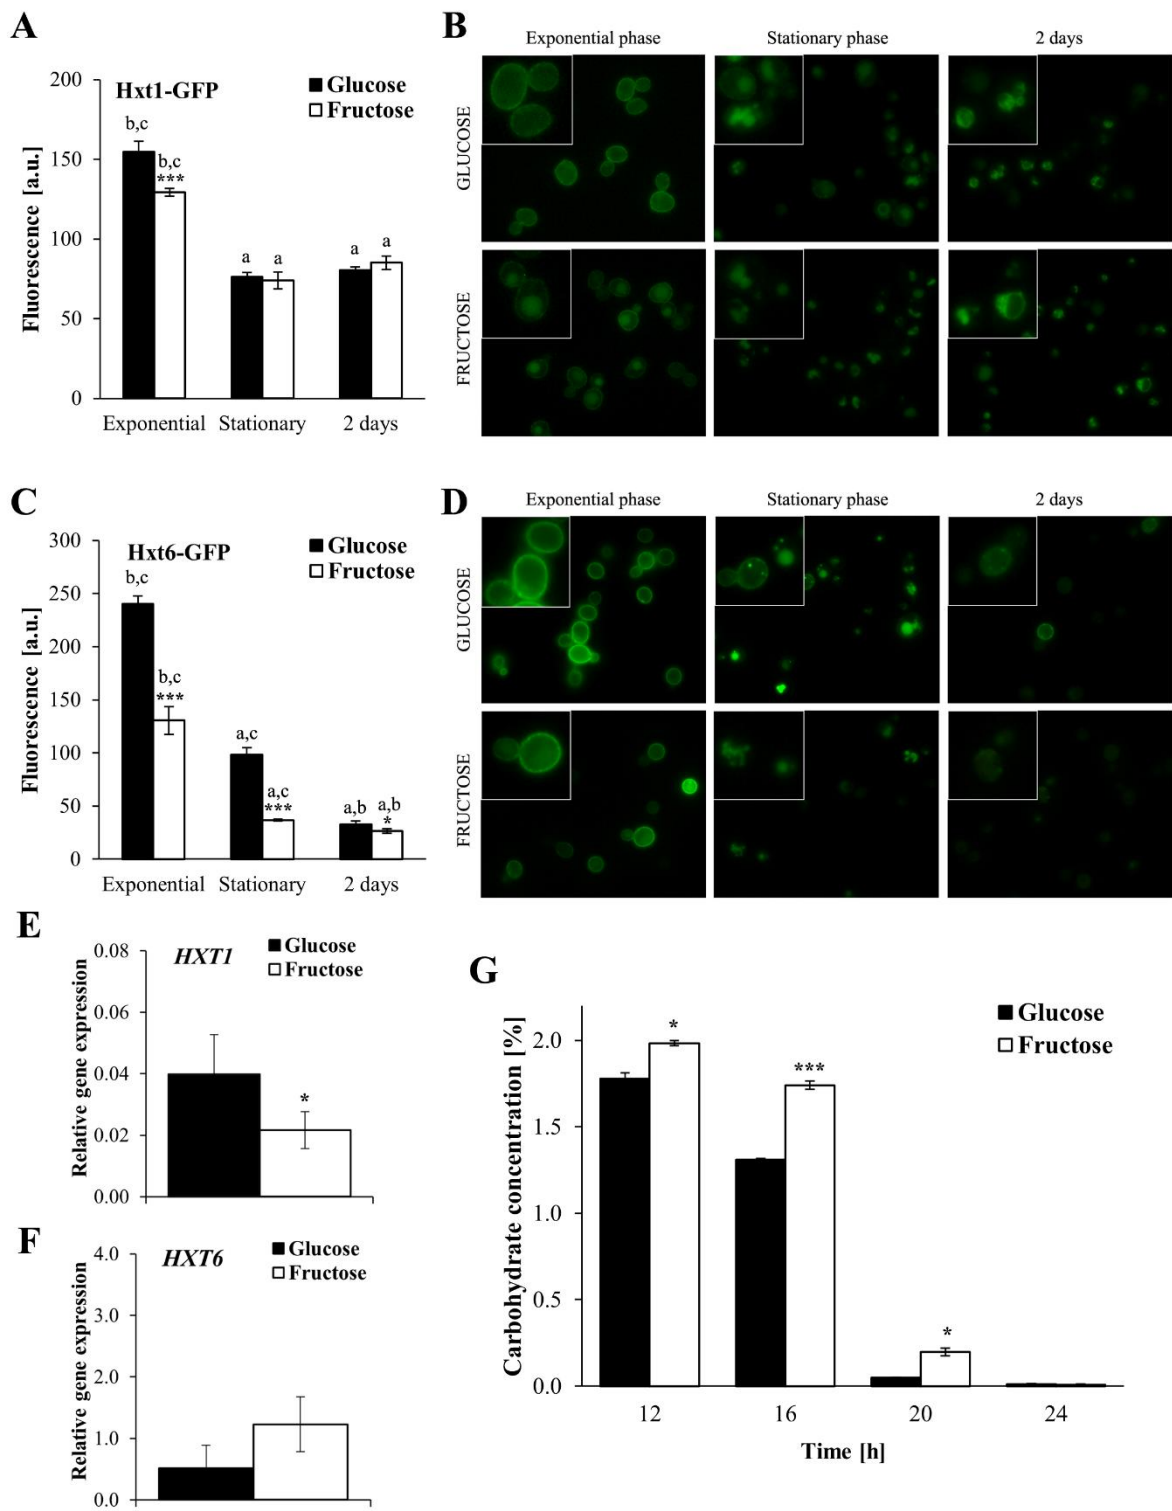 A
Hxt1-GFP
Glucose
Fructose
Fluorescence [a.u.]
200
150
100
50
0
b,c
b,c
***
a
a
a
a
Exponential
Stationary
2 days
B
Exponential phase
Stationary phase
2 days
GLUCOSE
FRUCTOSE
C
Hxt6-GFP
Glucose
Fructose
Fluorescence [a.u.]
300
250
200
150
100
50
0
b,c
b,c
***
a,c
a,c
***
a,b
a,b
*
Exponential
Stationary
2 days
D
Exponential phase
Stationary phase
2 days
GLUCOSE
FRUCTOSE
E
HXT1
Glucose
Fructose
Relative gene expression
0.08
0.06
0.04
0.02
0.00
*
F
HXT6
Glucose
Fructose
Relative gene expression
4.0
3.0
2.0
1.0
0.0
G
Glucose
Fructose
Carbohydrate concentration [%]
2.0
1.5
1.0
0.5
0.0
*
***
*
12
16
20
24
Time [h]